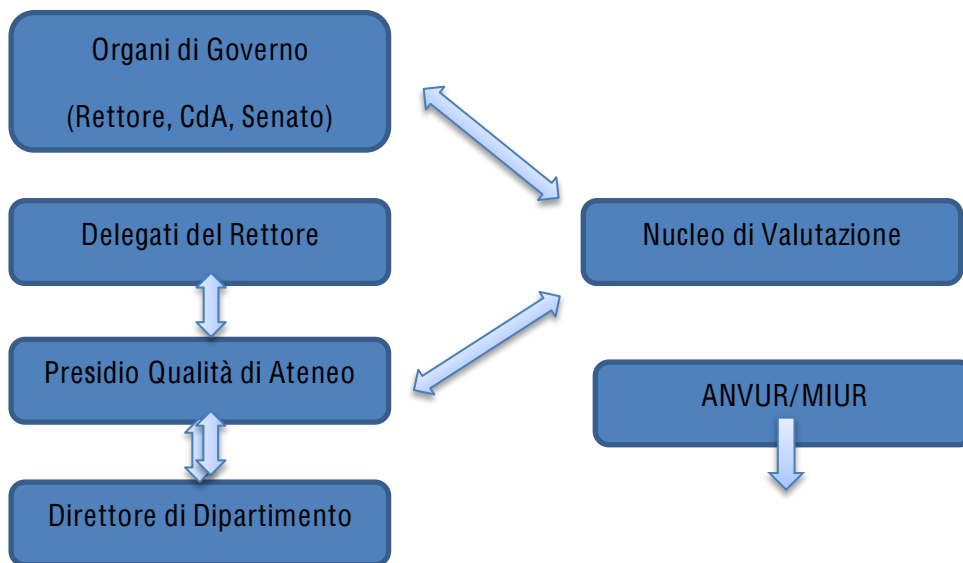 Organi di Governo
(Rettore, CdA, Senato)
Delegati del Rettore
Nucleo di Valutazione
Presidio Qualità di Ateneo
ANVUR/MIUR
Direttore di Dipartimento